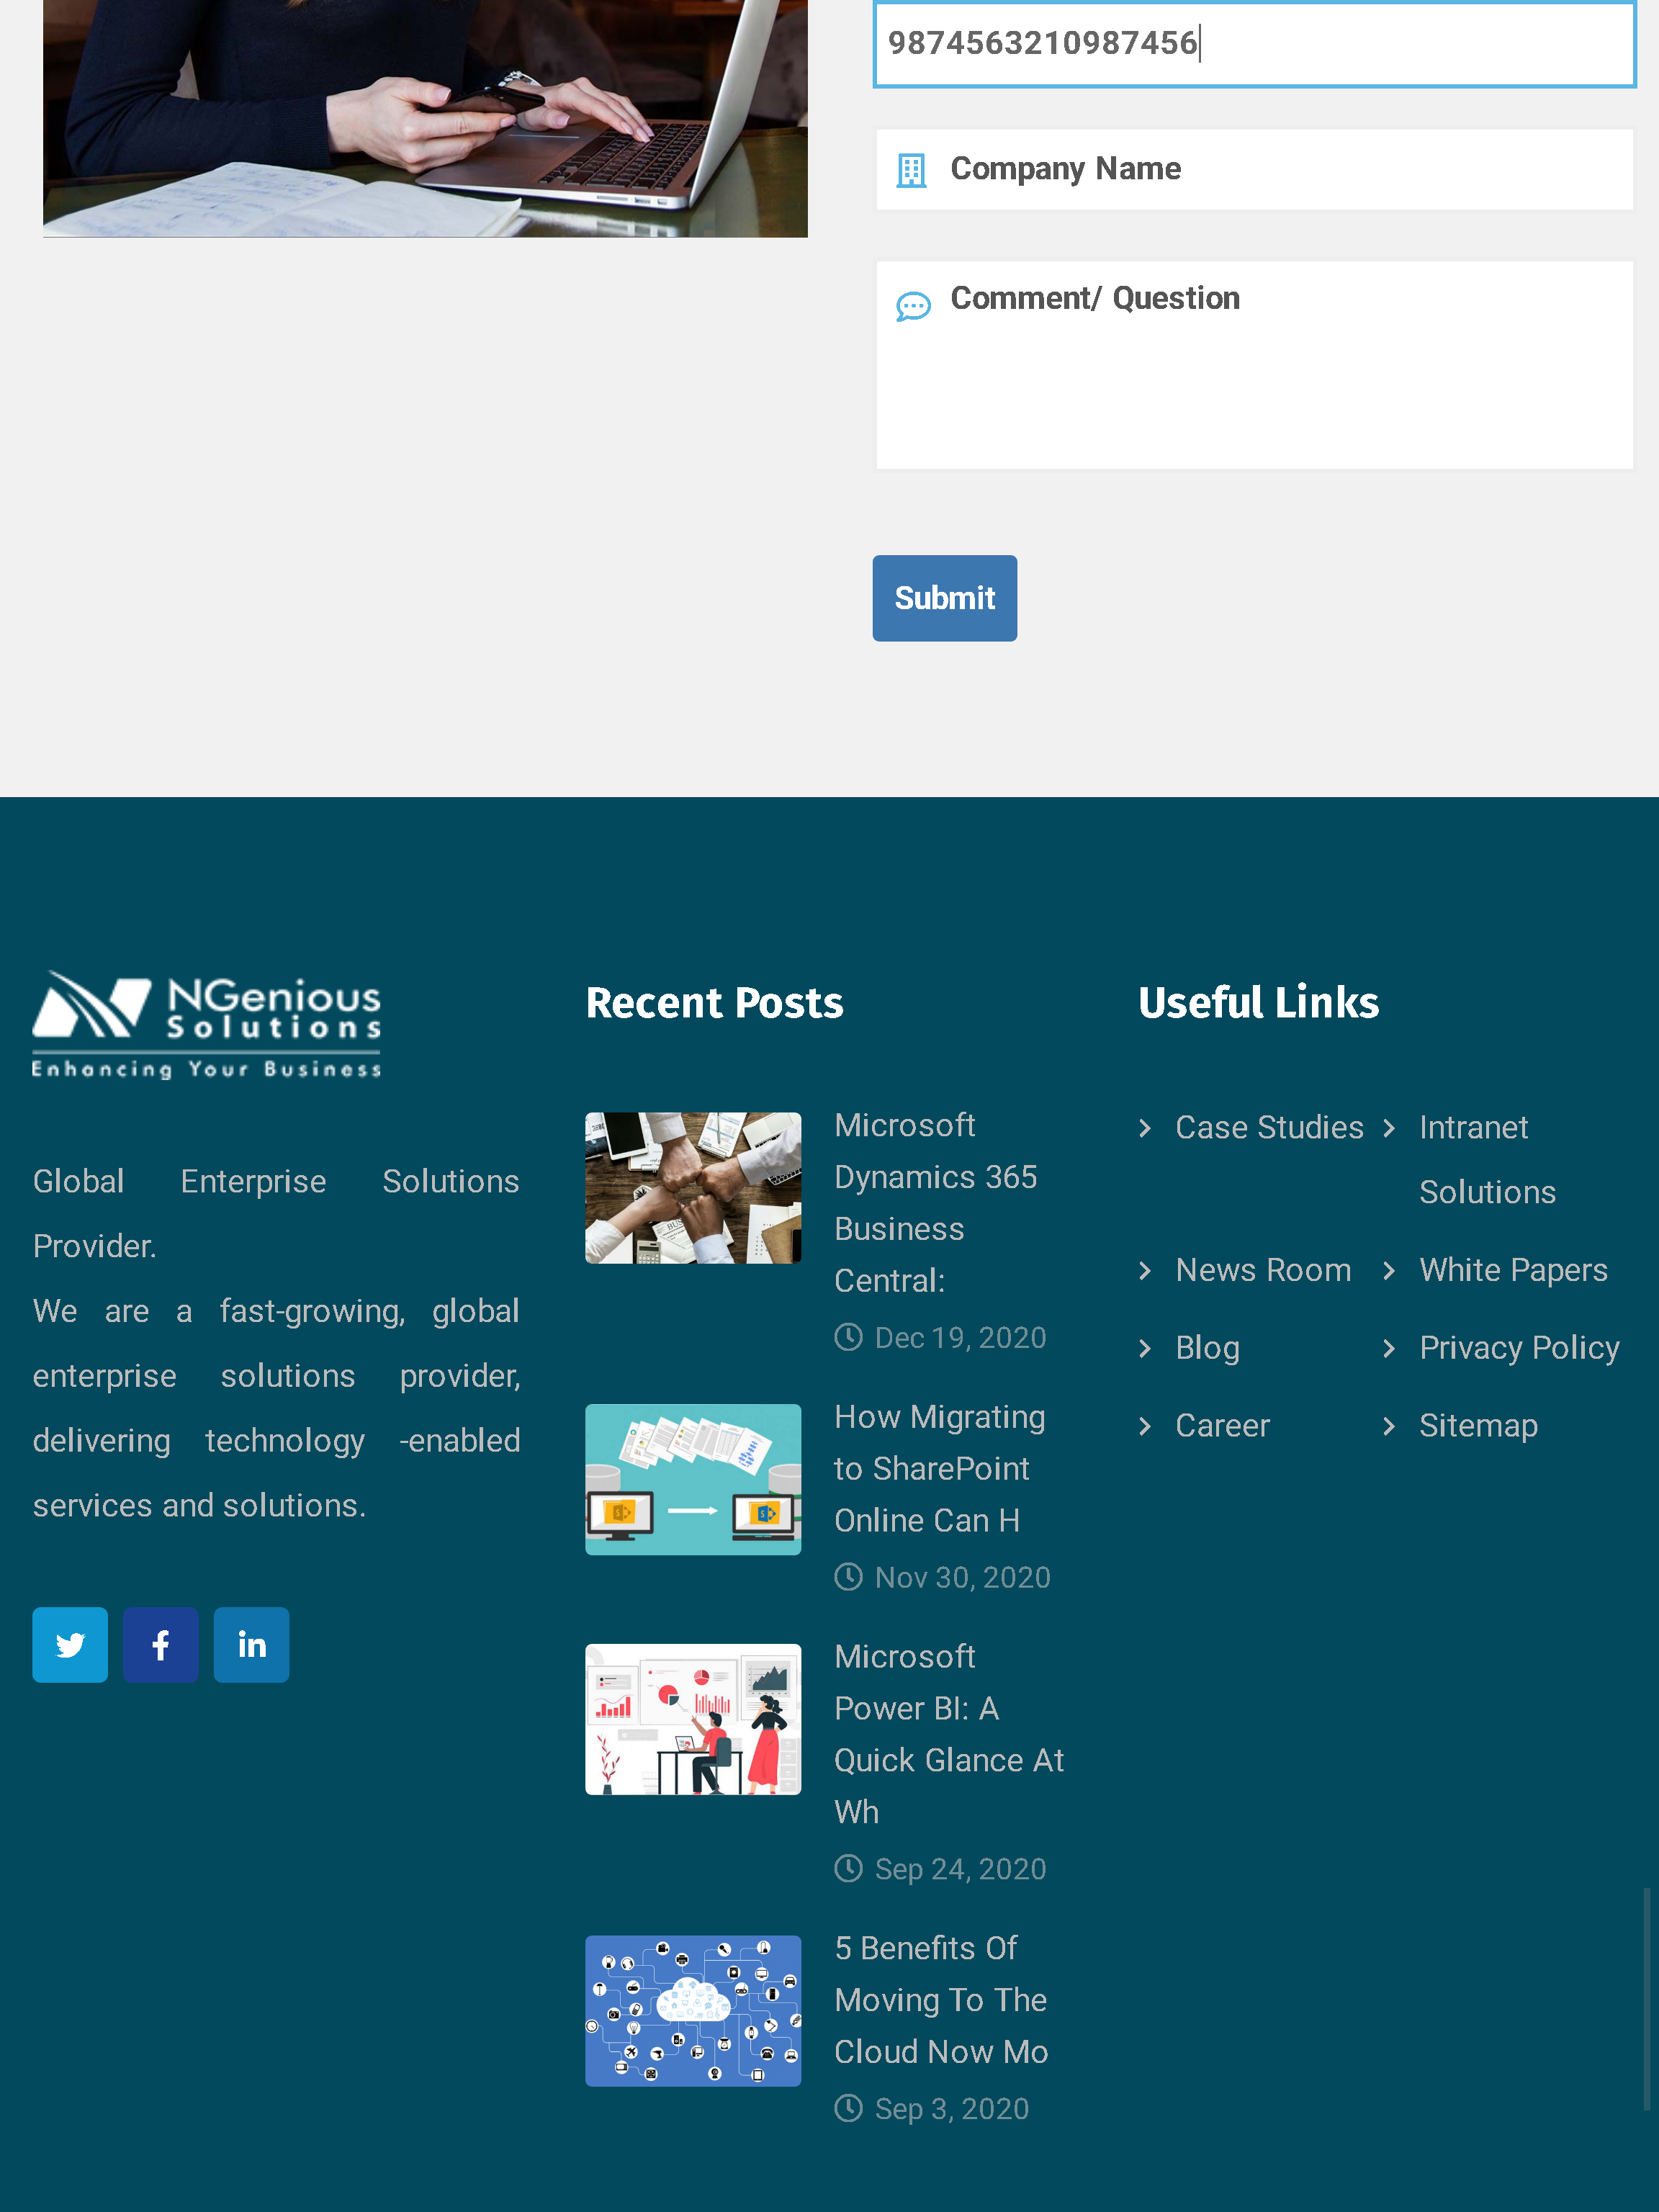 9874563210987456
Company Name
Comment/ Question
Submit
NGenious
Solutions
Enhancing Your Business
Global Enterprise Solutions
Provider.
We are a fast-growing, global
enterprise solutions provider,
delivering technology -enabled
services and solutions.
Recent Posts
Microsoft
Dynamics 365
Business
Central:
Dec 19, 2020
How Migrating
to SharePoint
Online Can H
Nov 30, 2020
Microsoft
Power BI: A
Quick Glance At
Wh
Sep 24, 2020
5 Benefits Of
Moving To The
Cloud Now Mo
Sep 3, 2020
Useful Links
Case Studies
Intranet
Solutions
News Room
White Papers
Blog
Privacy Policy
Career
Sitemap